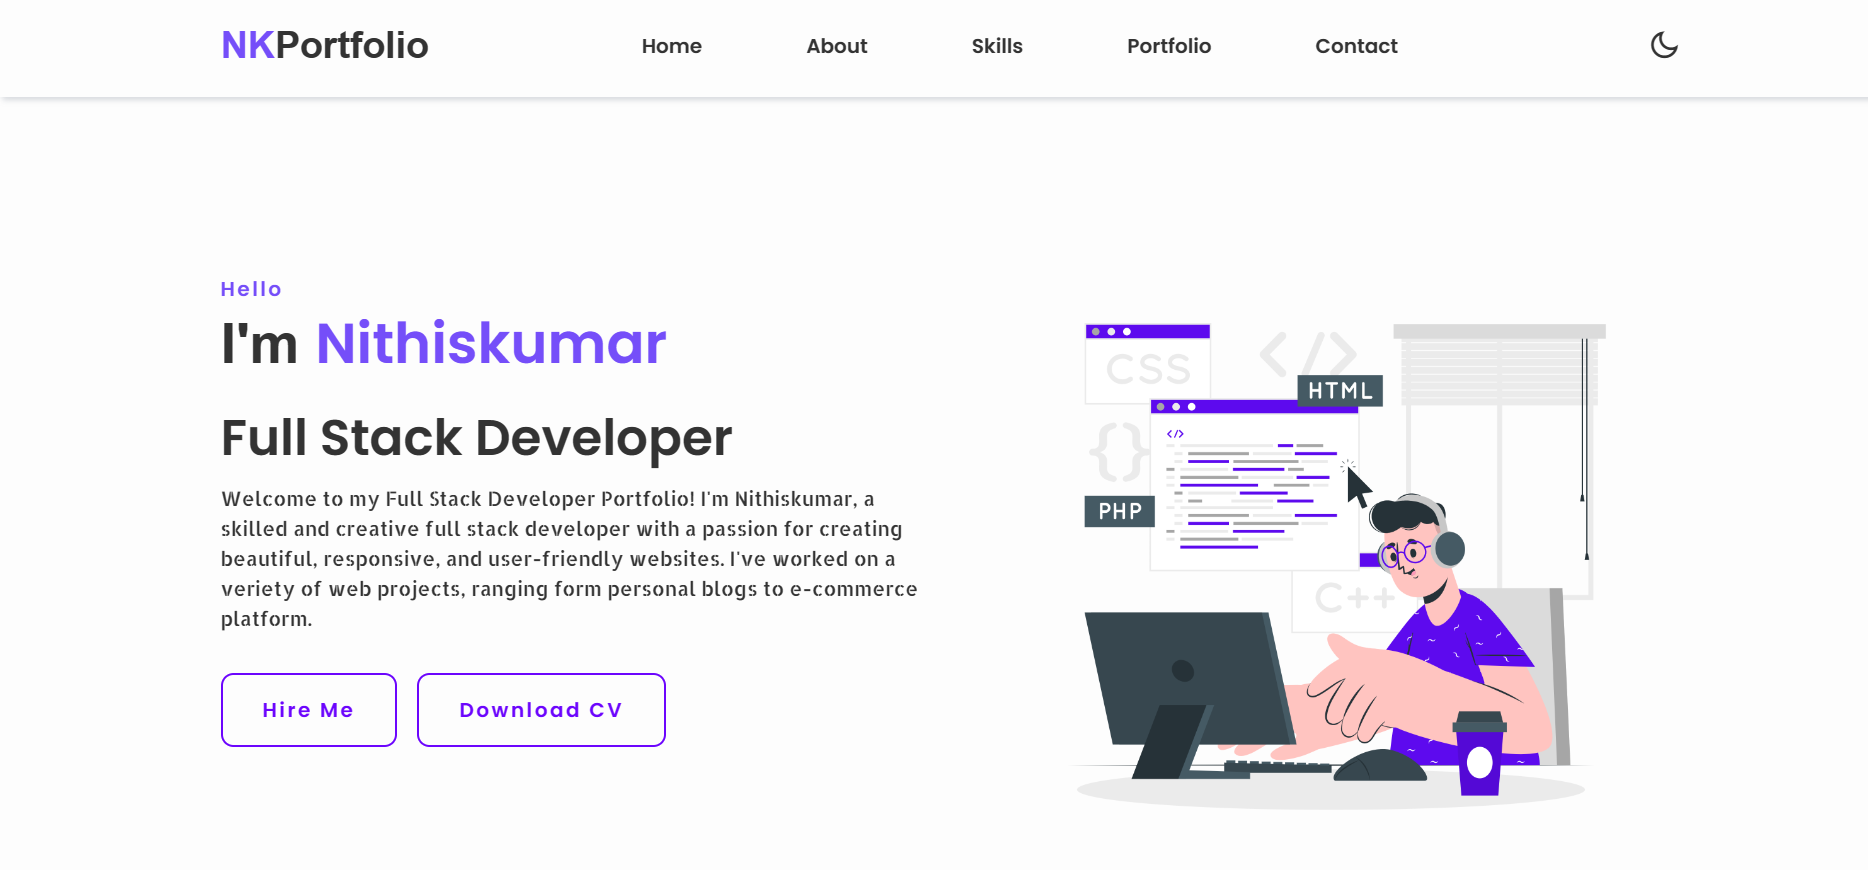 NKPortfolio
Home About Skills Portfolio Contact
Hello
I'm Nithiskumar
Full Stack Developer
Welcome to my Full Stack Developer Portfolio! I'm Nithiskumar, a
skilled and creative full stack developer with a passion for creating
beautiful, responsive, and user-friendly websites. I've worked on a
veriety of web projects, ranging form personal blogs to e-commerce
platform.
Hire Me Download CV
CSS
</>
HTML
</>
{}
PHP
C++